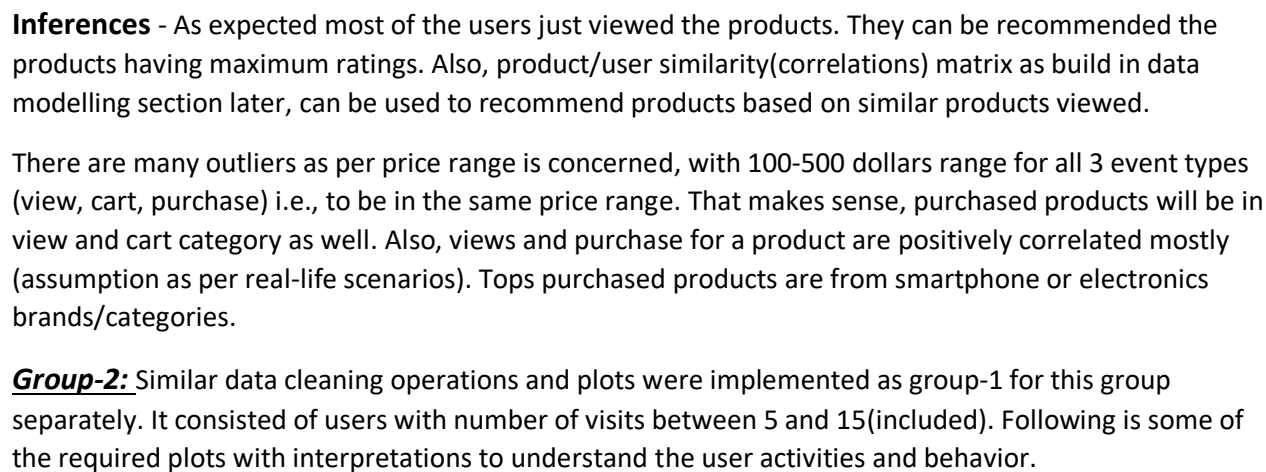 Inferences - As expected most of the users just viewed the products. They can be recommended the
products having maximum ratings. Also, product/user similarity(correlations) matrix as build in data
modelling section later, can be used to recommend products based on similar products viewed.
There are many outliers as per price range is concerned, with 100-500 dollars range for all 3 event types
(view, cart, purchase) i.e., to be in the same price range. That makes sense, purchased products will be in
view and cart category as well. Also, views and purchase for a product are positively correlated mostly
(assumption as per real-life scenarios). Tops purchased products are from smartphone or electronics
brands/categories.
Group-2: Similar data cleaning operations and plots were implemented as group-1 for this group
separately. It consisted of users with number of visits between 5 and 15(included). Following is some of
the required plots with interpretations to understand the user activities and behavior.